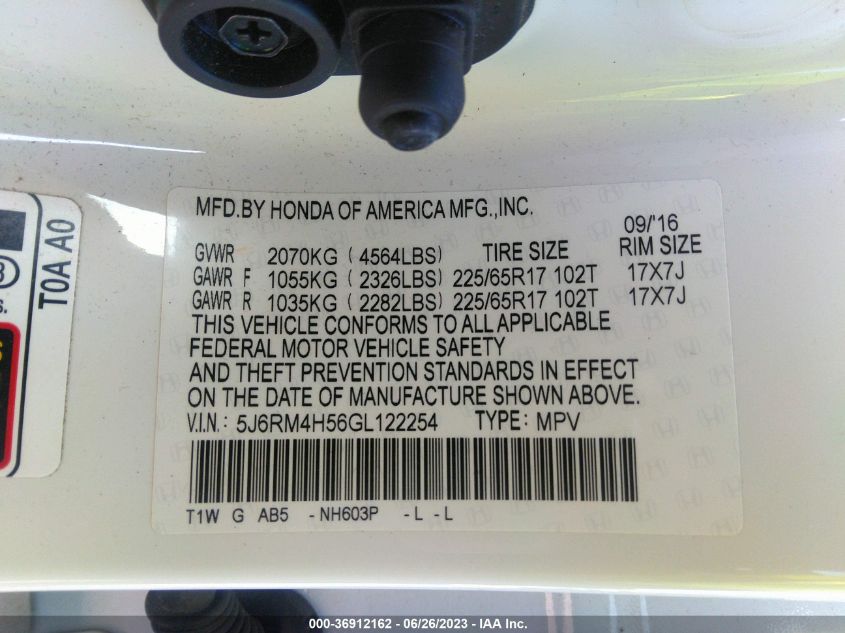 MFD.BY HONDA OF AMERICA MFG.,INC.
09/'16
GVWR 2070KG (4564LBS) TIRE SIZE RIM SIZE
GAWR F 1055KG (2326LBS) 225/65R17 102T 17X7J
GAWR R 1035KG (2282LBS) 225/65R17 102T 17X7J
THIS VEHICLE CONFORMS TO ALL APPLICABLE
FEDERAL MOTOR VEHICLE SAFETY
AND THEFT PREVENTION STANDARDS IN EFFECT
ON THE DATE OF MANUFACTURE SHOWN ABOVE.
V.I.N.: 5J6RM4H56GL122254 TYPE: MPV
T1W G AB5 -NH603P -L -L
T0A A0
000-36912162 - 06/26/2023 - IAA Inc.